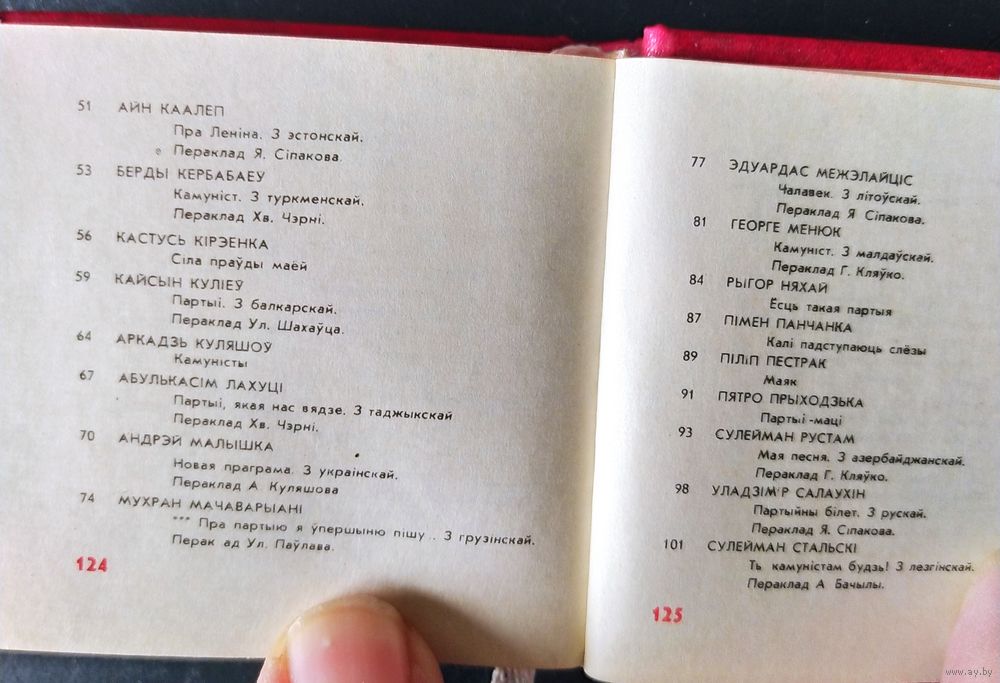 51 АЙН КААЛЕП
Пра Леніна. З эстонскай.
Пераклад Я. Сіпакова.
53 БЕРДЫ КЕРБАБАЕЎ
Камуніст. З туркменскай.
Пераклад Хв. Чэрні.
56 КАСТУСЬ КІРЭЕНКА
Сіла праўды маёй
59 КАЙСЫН КУЛІЕЎ
Партыі. З балкарскай.
Пераклад Ул. Шахаўца.
64 АРКАДЗЬ КУЛЯШОЎ
Камуністы
67 АБУЛЬКАСІМ ЛАХУЦІ
Партыі, якая нас вядзе. З таджыкскай
Пераклад Хв. Чэрні.
70 АНДРЭЙ МАЛЫШКА
Новая праграма. З украінскай.
Пераклад А. Куляшова
74 МУХРАН МАЧАВАРЫАНІ
*** Пра партыю я ўпершыню пішу.. З грузінскай.
Перак ад Ул. Паўлава.
124
77 ЭДУАРДАС МЕЖЭЛАЙЦІС
Чалавек. З літоўскай.
Пераклад Я Сіпакова.
81 ГЕОРГЕ МЕНЮК
Камуніст. З малдаўскай.
Пераклад Г. Кляўко.
84 РЫГОР НЯХАЙ
Ёсць такая партыя
87 ПІМЕН ПАНЧАНКА
Калі падступаюць слёзы
89 ПІЛІП ПЕСТРАК
Маяк
91 ПЯТРО ПРЫХОДЗЬКА
Партыі-маці
93 СУЛЕЙМАН РУСТАМ
Мая песня. З азербайджанскай.
Пераклад Г. Кляўко.
98 УЛАДЗІМ'Р САЛАУХІН
Партыйны білет. З рускай.
Пераклад Я. Сіпакова.
101 СУЛЕЙМАН СТАЛЬСКІ
Ть камуністам будзь! З лезгінскай.
Пераклад А Бачылы.
125
www.ay.by